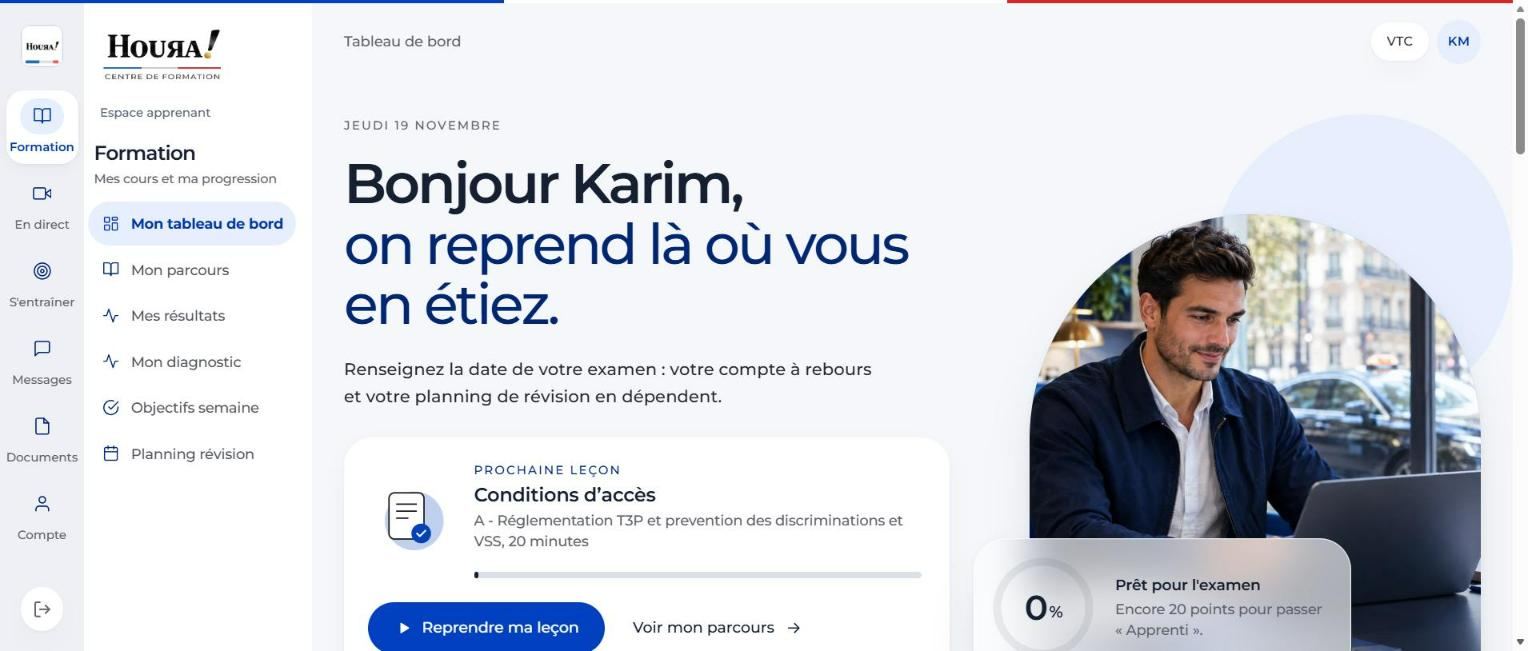 HOUЯA!
Formation
En direct
S'entraîner
Messages
Documents
Compte
HOUЯA!
CENTRE DE FORMATION
Espace apprenant
Formation
Mes cours et ma progression
Mon tableau de bord
Mon parcours
Mes résultats
Mon diagnostic
Objectifs semaine
Planning révision
Tableau de bord
VTC
KM
JEUDI 19 NOVEMBRE
Bonjour Karim,
on reprend là où vous
en étiez.
Renseignez la date de votre examen : votre compte à rebours
et votre planning de révision en dépendent.
PROCHAINE LEÇON
Conditions d’accès
A - Réglementation T3P et prevention des discriminations et
VSS, 20 minutes
Reprendre ma leçon
Voir mon parcours
0%
Prêt pour l'examen
Encore 20 points pour passer
« Apprenti ».